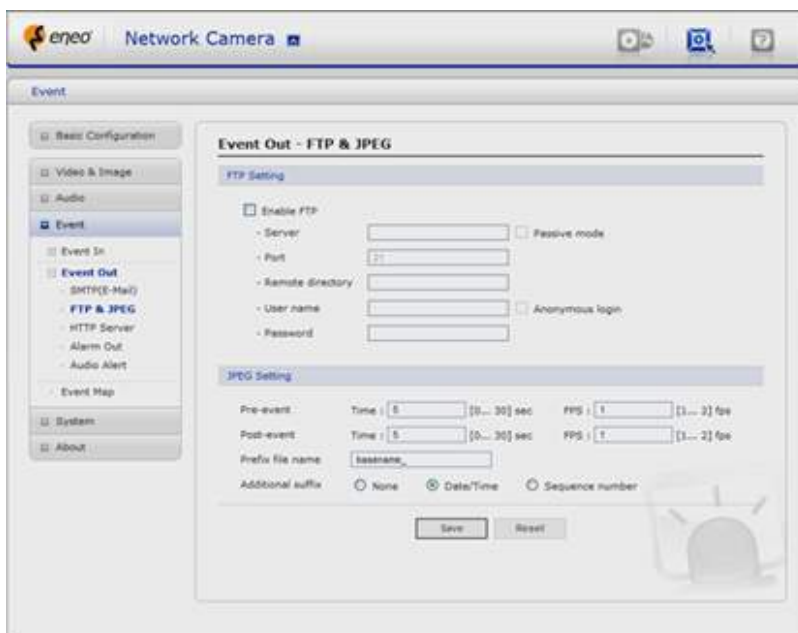 eneo Network Camera
Event
Basic Configuration
Video & Image
Audio
Event
Event In
Event Out
SMTP(E-Mail)
FTP & JPEG
HTTP Server
Alarm Out
Audio Alert
Event Map
System
About
Event Out - FTP & JPEG
FTP Setting
Enable FTP
- Server Passive mode
- Port 21
- Remote directory
- User name Anonymous login
- Password
JPEG Setting
Pre-event Time : 5 [0... 30] sec FPS : 1 [1... 2] fps
Post-event Time : 5 [0... 30] sec FPS : 1 [1... 2] fps
Prefix file name basename_
Additional suffix None Date/Time Sequence number
Save Reset